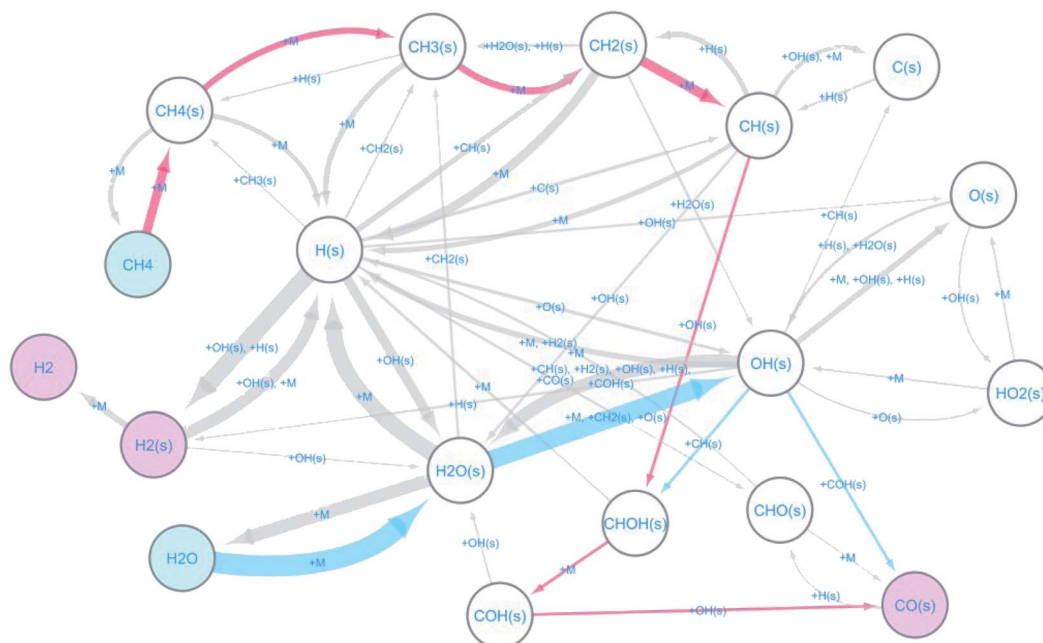 CH3(s)
CH2(s)
+H2O(s), +H(s)
+M
+H(s)
+OH(s), +M
C(s)
+H(s)
+M
+M
+H(s)
CH4(s)
CH(s)
+M
+M
+CH(s)
+CH2(s)
+M
+M
+CH3(s)
+M
+C(s)
O(s)
+H2O(s)
+CH(s)
+M
+OH(s)
CH4
H(s)
+CH2(s)
+H(s), +H2O(s)
+M, +OH(s), +H(s)
+OH(s)
+M
+O(s)
+OH(s)
+OH(s)
+M, +H2(s)
+M
H2
+OH(s), +H(s)
+OH(s)
+CH(s), +H2(s), +OH(s), +H(s),
+CO(s)
+COH(s)
OH(s)
+M
HO2(s)
+OH(s), +M
+M
+M
+H(s)
+M
+O(s)
H2(s)
+M, +CH2(s), +O(s)
+OH(s)
+CH(s)
H2O(s)
+COH(s)
+M
CHO(s)
CHOH(s)
+OH(s)
H2O
+M
+M
+M
+H(s)
COH(s)
+OH(s)
CO(s)